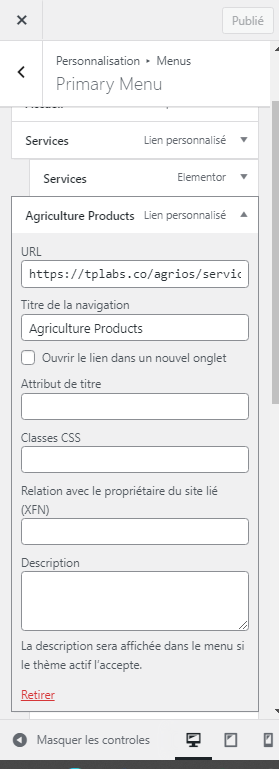 Publié
Personnalisation ▸ Menus
Primary Menu
Services Lien personnalisé
Services Elementor
Agriculture Products Lien personnalisé
URL
https://tplabs.co/agrios/servic
Titre de la navigation
Agriculture Products
Ouvrir le lien dans un nouvel onglet
Attribut de titre
Classes CSS
Relation avec le propriétaire du site lié
(XFN)
Description
La description sera affichée dans le menu si
le thème actif l’accepte.
Retirer
Masquer les controles